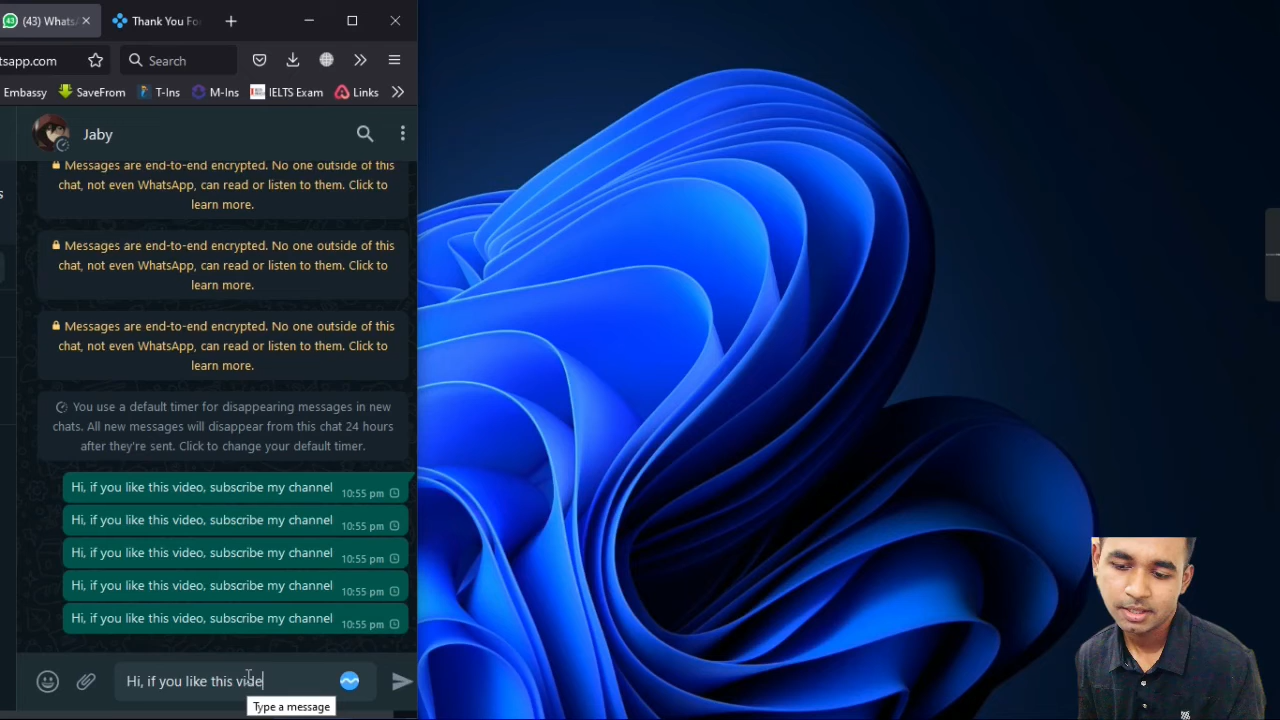 (43) Whats
Thank You Fo
tsapp.com
Search
Embassy
SaveFrom
T-Ins
M-Ins
IELTS Exam
Links
Jaby
Messages are end-to-end encrypted. No one outside of this
chat, not even WhatsApp, can read or listen to them. Click to
learn more.
Messages are end-to-end encrypted. No one outside of this
chat, not even WhatsApp, can read or listen to them. Click to
learn more.
Messages are end-to-end encrypted. No one outside of this
chat, not even WhatsApp, can read or listen to them. Click to
learn more.
You use a default timer for disappearing messages in new
chats. All new messages will disappear from this chat 24 hours
after they're sent. Click to change your default timer.
Hi, if you like this video, subscribe my channel 10:55 pm
Hi, if you like this video, subscribe my channel 10:55 pm
Hi, if you like this video, subscribe my channel 10:55 pm
Hi, if you like this video, subscribe my channel 10:55 pm
Hi, if you like this video, subscribe my channel 10:55 pm
Hi, if you like this vide
Type a message